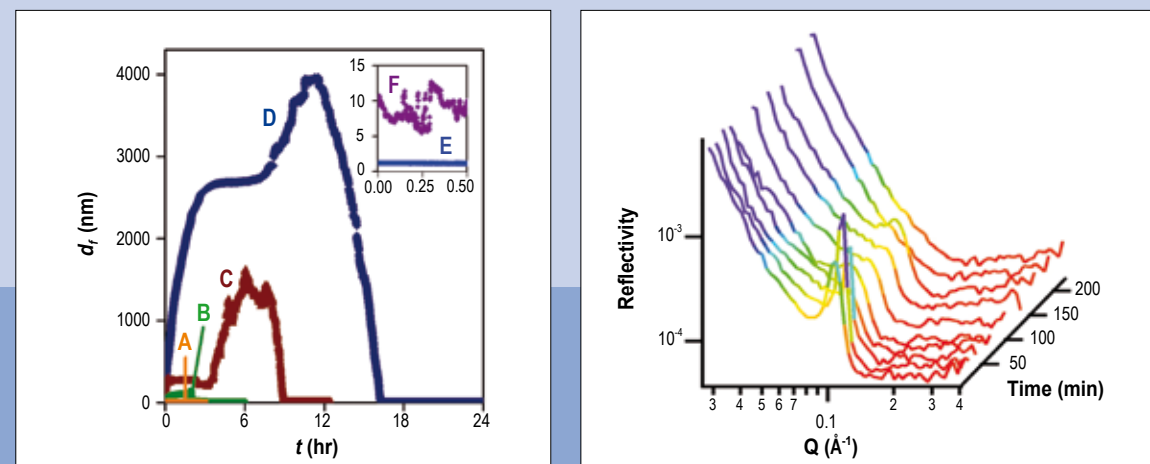 4000
3000
2000
1000
0
d_f (nm)
0 6 12 18 24
t (hr)
A
B
C
D
15
10
5
0
F
E
0.00 0.25 0.50
Reflectivity
10⁻³
10⁻⁴
3 4 5 6 7 0.1 2 3 4
Q (Å⁻¹)
200
150
100
50
Time (min)